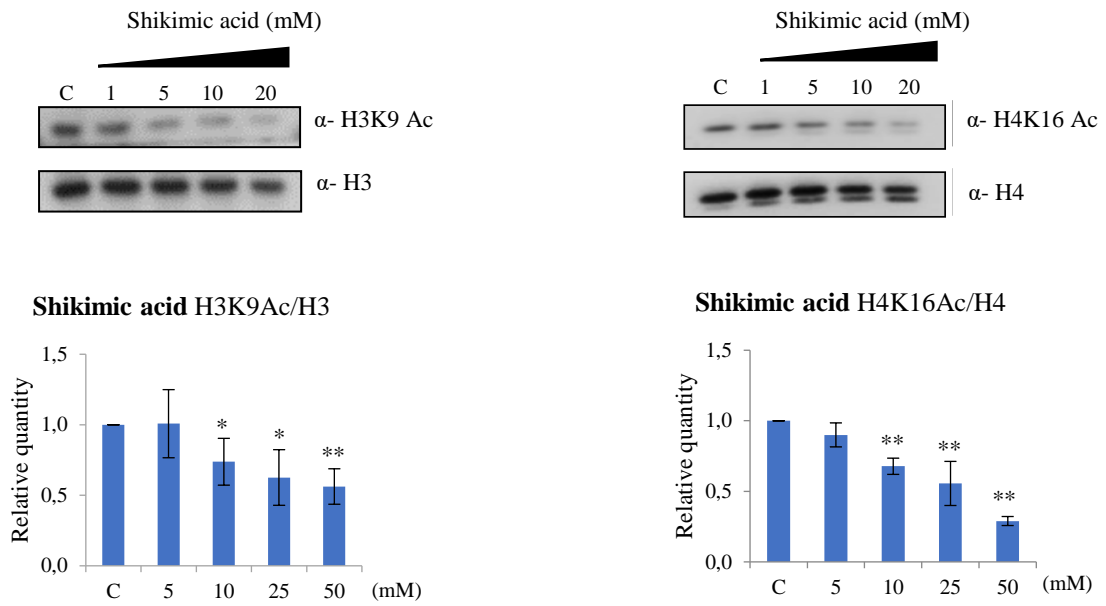 Shikimic acid (mM)
C 1 5 10 20
α- H3K9 Ac
α- H3
Shikimic acid (mM)
C 1 5 10 20
α- H4K16 Ac
α- H4
Shikimic acid H3K9Ac/H3
Relative quantity
1,5
1,0
0,5
0,0
* * **
C 5 10 25 50 (mM)
Shikimic acid H4K16Ac/H4
Relative quantity
1,5
1,0
0,5
0,0
** ** **
C 5 10 25 50 (mM)